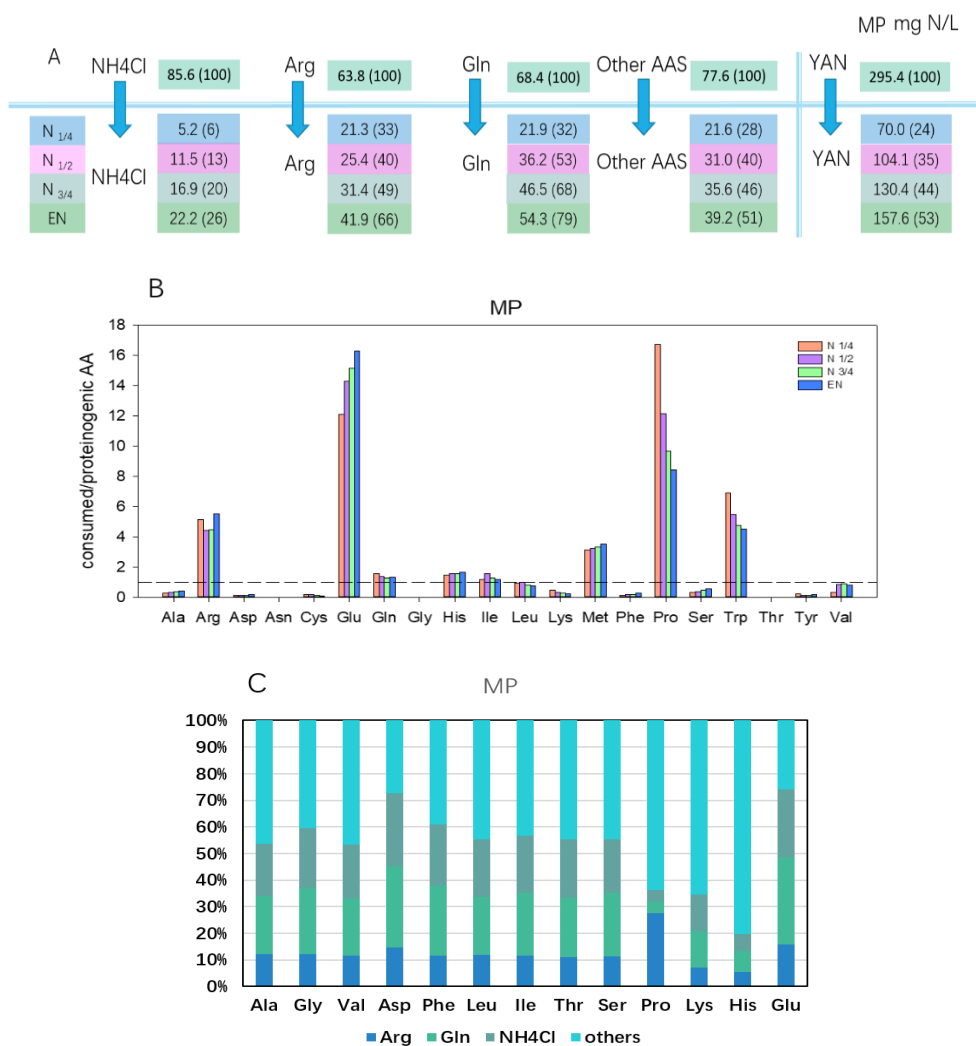 MP mg N/L
A
NH4Cl 85.6 (100) Arg 63.8 (100) Gln 68.4 (100) Other AAS 77.6 (100) YAN 295.4 (100)
N 1/4 5.2 (6) 21.3 (33) 21.9 (32) 21.6 (28) 70.0 (24)
N 1/2 11.5 (13) 25.4 (40) 36.2 (53) 31.0 (40) 104.1 (35)
NH4Cl Arg Gln Other AAS YAN
N 3/4 16.9 (20) 31.4 (49) 46.5 (68) 35.6 (46) 130.4 (44)
EN 22.2 (26) 41.9 (66) 54.3 (79) 39.2 (51) 157.6 (53)
B
MP
consumed/proteinogenic AA
18
16
14
12
10
8
6
4
2
0
N 1/4
N 1/2
N 3/4
EN
Ala Arg Asp Asn Cys Glu Gln Gly His Ile Leu Lys Met Phe Pro Ser Trp Thr Tyr Val
C
MP
100%
90%
80%
70%
60%
50%
40%
30%
20%
10%
0%
Ala Gly Val Asp Phe Leu Ile Thr Ser Pro Lys His Glu
Arg Gln NH4Cl others